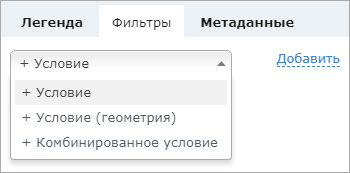 Легенда Фильтры Метаданные
+ Условие Добавить
+ Условие
+ Условие (геометрия)
+ Комбинированное условие